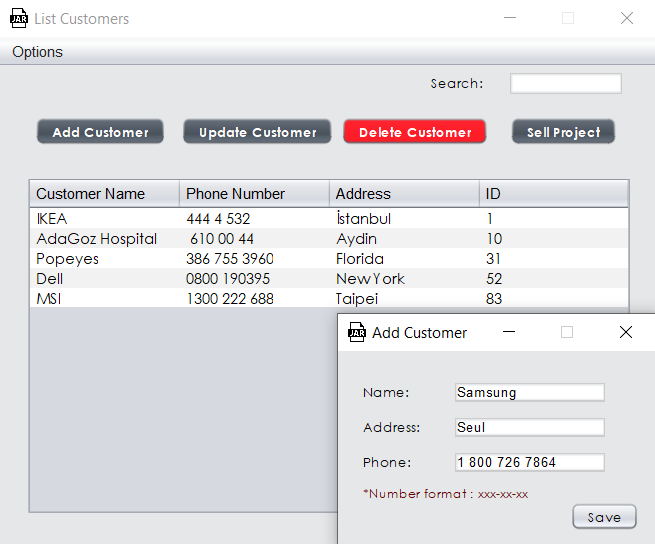 JAR List Customers
Options
Search:
Add Customer Update Customer Delete Customer Sell Project
Customer Name Phone Number Address ID
IKEA 444 4 532 İstanbul 1
AdaGoz Hospital 610 00 44 Aydin 10
Popeyes 386 755 3960 Florida 31
Dell 0800 190395 New York 52
MSI 1300 222 688 Taipei 83
JAR Add Customer
Name: Samsung
Address: Seul
Phone: 1 800 726 7864
*Number format : xxx-xx-xx
Save